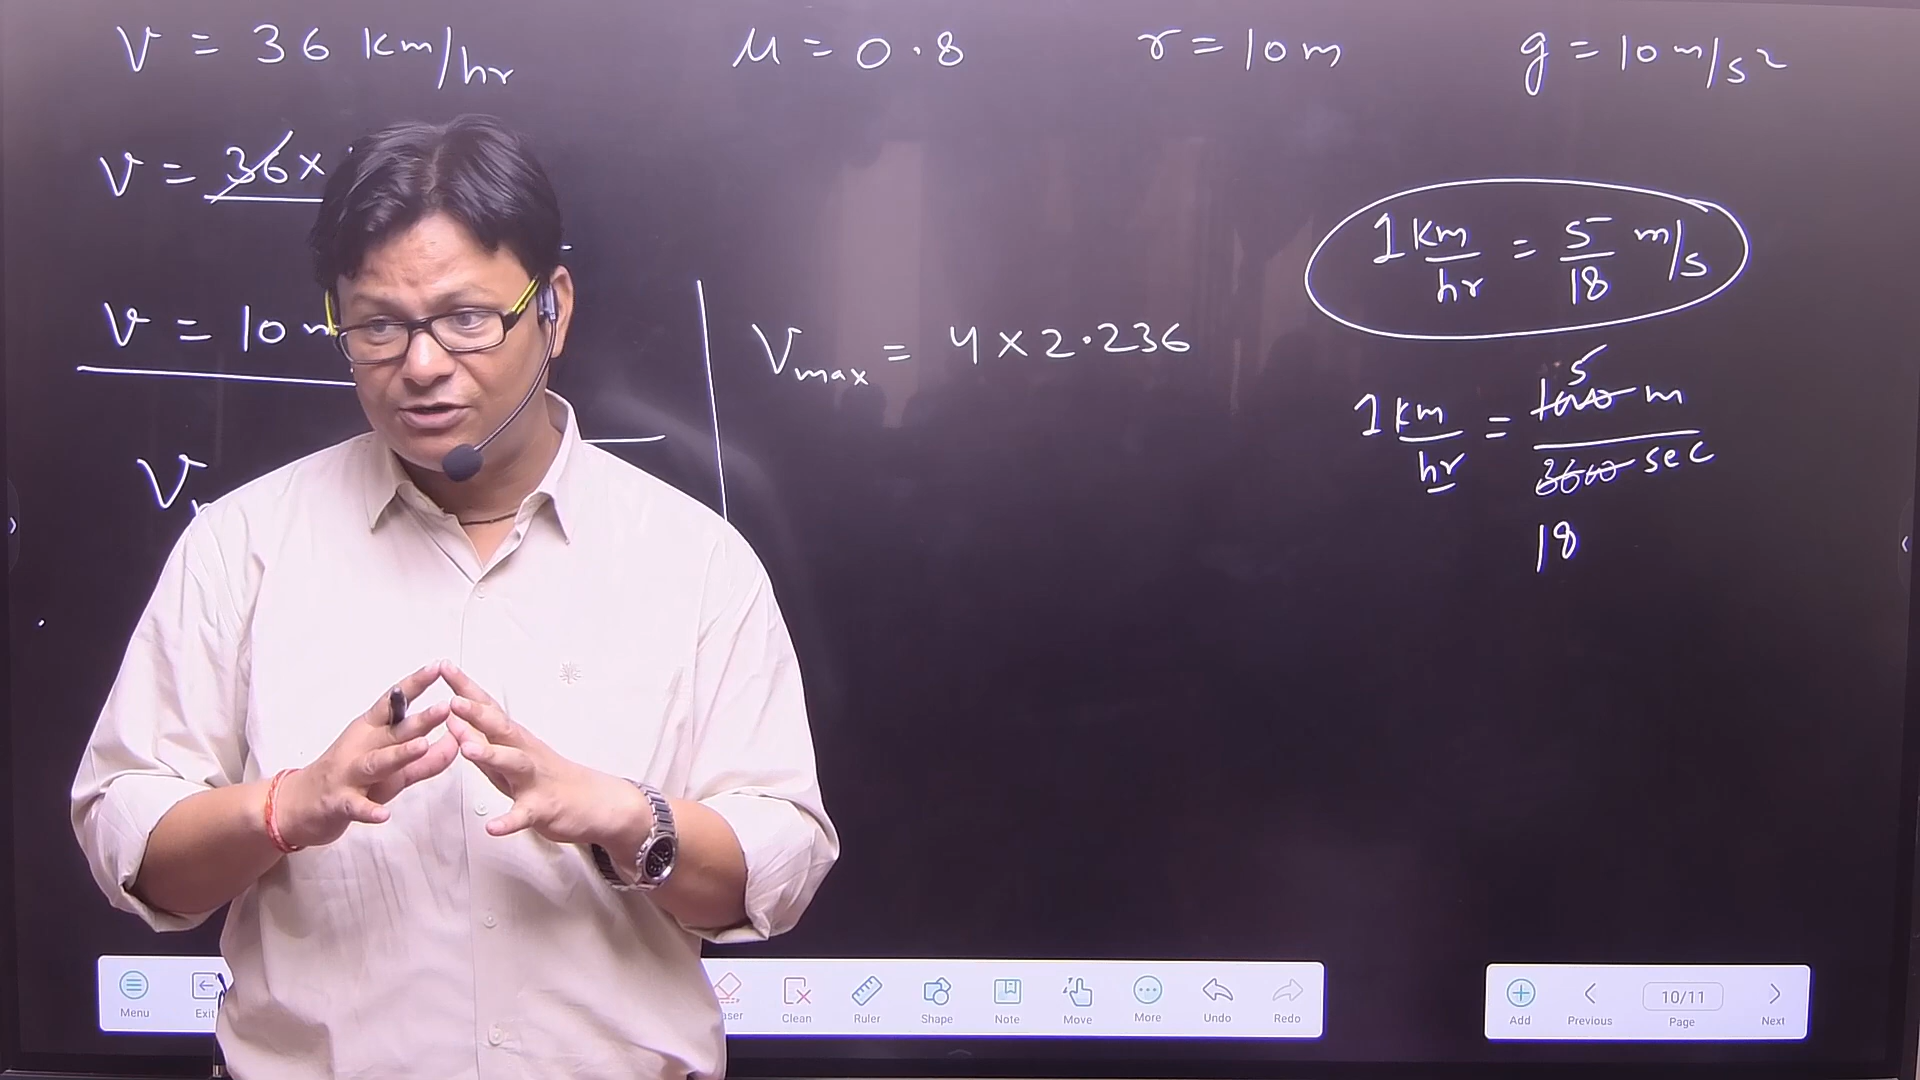 v = 36 km/hr
μ = 0.8
r = 10 m
g = 10 m/s²
v = 36 ×
v = 10
V
Vmax = 4 × 2.236
1 km/hr = 5/18 m/s
5
1 km/hr = 1000 m / 3600 sec
18
Menu
Exit
Clean
Ruler
Shape
Note
Move
More
Undo
Redo
Add
Previous
10/11
Page
Next